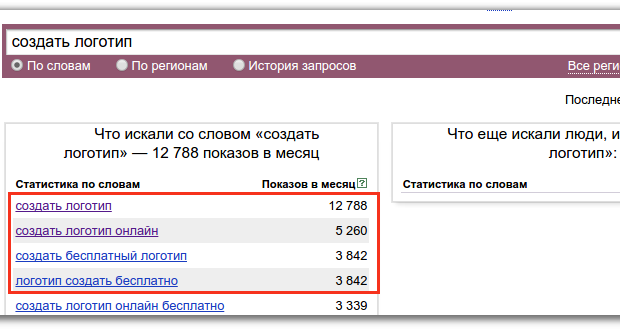 создать логотип
По словам По регионам История запросов Все реги
Последне
Что искали со словом «создать
логотип» — 12 788 показов в месяц
Статистика по словам Показов в месяц ?
создать логотип 12 788
создать логотип онлайн 5 260
создать бесплатный логотип 3 842
логотип создать бесплатно 3 842
создать логотип онлайн бесплатно 3 339
Что еще искали люди, и
логотип»:
Статистика по словам